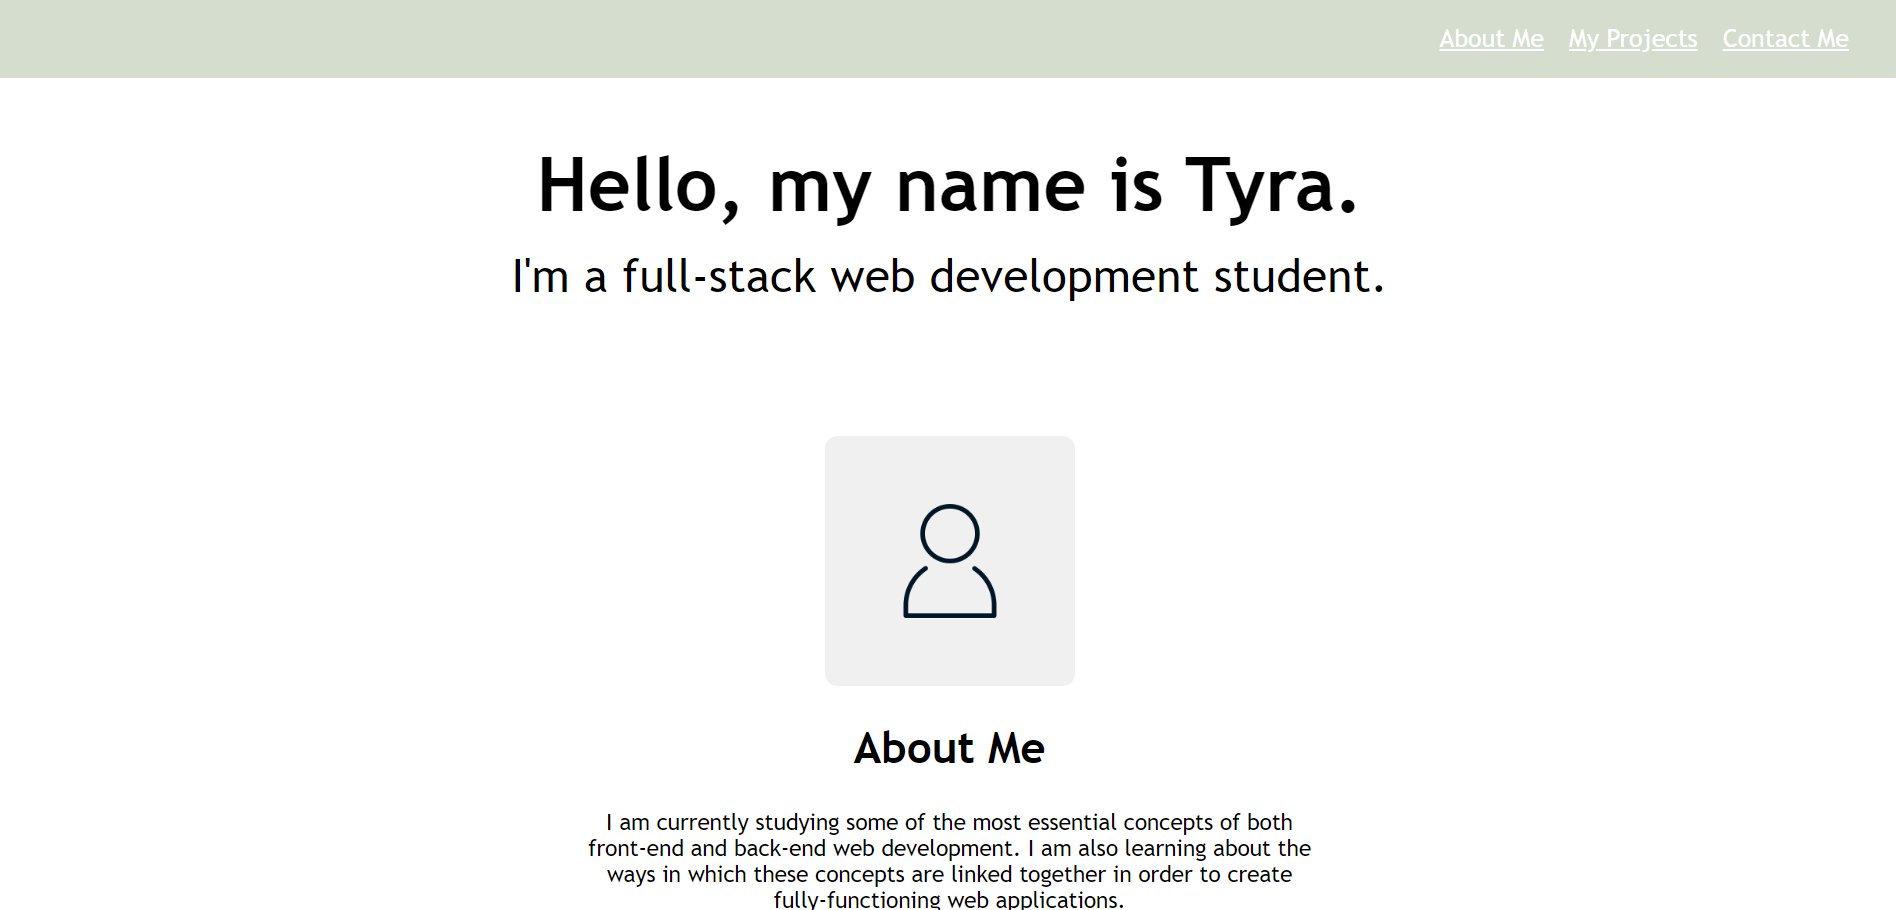 About Me My Projects Contact Me
Hello, my name is Tyra.
I'm a full-stack web development student.
About Me
I am currently studying some of the most essential concepts of both
front-end and back-end web development. I am also learning about the
ways in which these concepts are linked together in order to create
fully-functioning web applications.